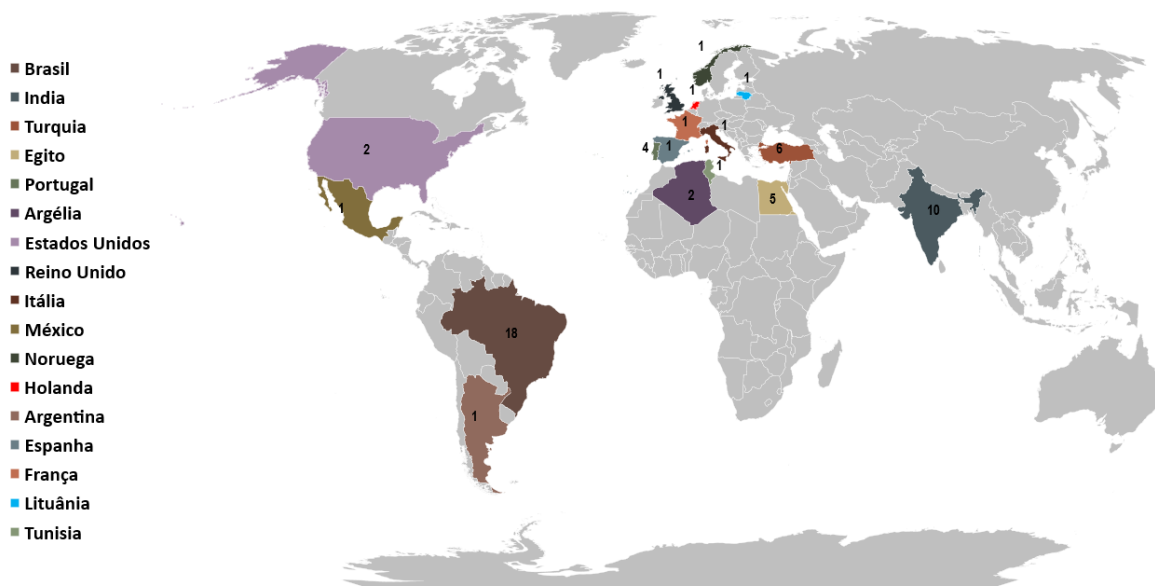 Brasil
India
Turquia
Egito
Portugal
Argélia
Estados Unidos
Reino Unido
Itália
México
Noruega
Holanda
Argentina
Espanha
França
Lituânia
Tunisia
1
1
1
1
2
1
1
4
1
6
1
1
2
5
10
18
1